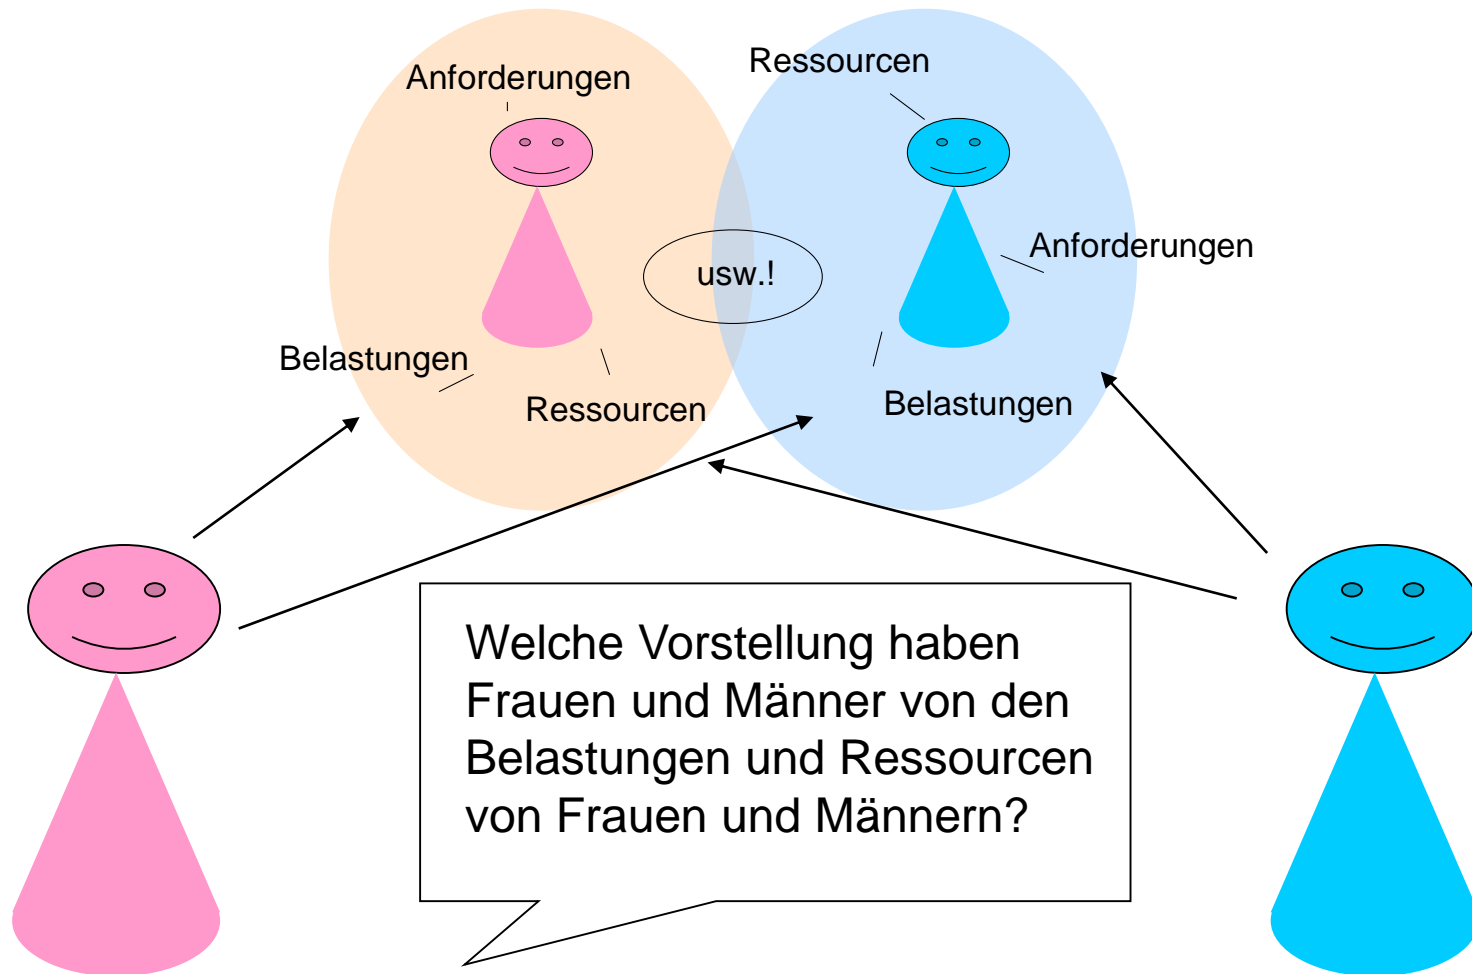 Ressourcen
Anforderungen
Anforderungen
usw.!
Belastungen
Ressourcen
Belastungen
Welche Vorstellung haben
Frauen und Männer von den
Belastungen und Ressourcen
von Frauen und Männern?